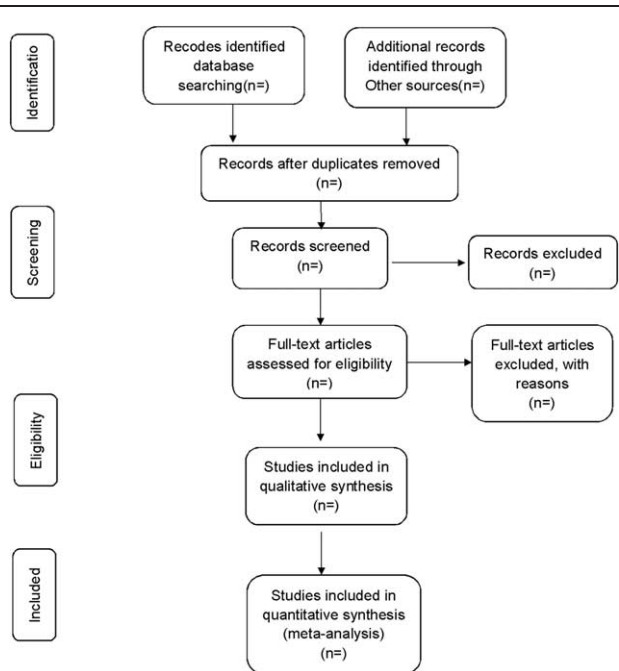 Identificatio
Recodes identified
database
searching(n=)
Additional records
identified through
Other sources(n=)
Records after duplicates removed
(n=)
Screening
Records screened
(n=)
Records excluded
(n=)
Full-text articles
assessed for eligibility
(n=)
Full-text articles
excluded, with
reasons
(n=)
Eligibility
Studies included in
qualitative synthesis
(n=)
Included
Studies included in
quantitative synthesis
(meta-analysis)
(n=)